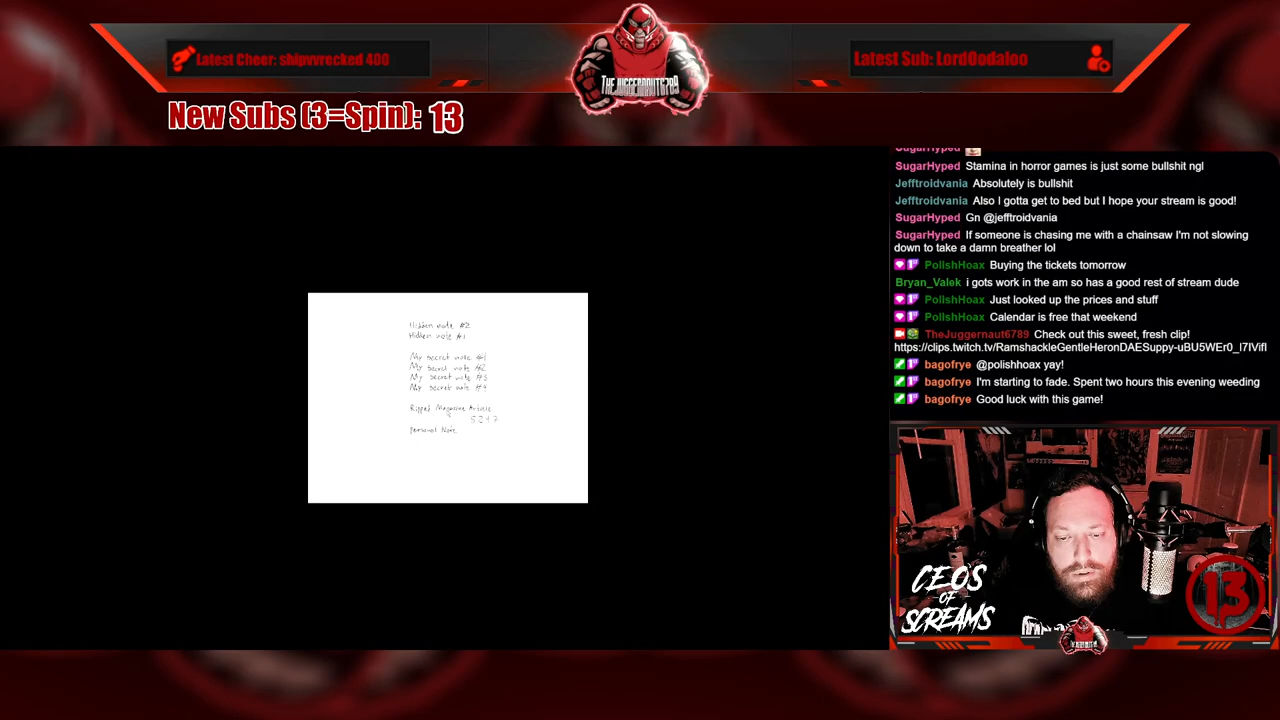 Latest Cheer: shipvvrecked 400
THEJUGGERNAUT6789
Latest Sub: LordOodaloo
New Subs (3=Spin): 13
SugarHyped
SugarHyped Stamina in horror games is just some bullshit ngl
Jefftroidvania Absolutely is bullshit
Jefftroidvania Also I gotta get to bed but I hope your stream is good!
SugarHyped Gn @jefftroidvania
SugarHyped If someone is chasing me with a chainsaw I'm not slowing
down to take a damn breather lol
PolishHoax Buying the tickets tomorrow
Bryan_Valek i gots work in the am so has a good rest of stream dude
PolishHoax Just looked up the prices and stuff
PolishHoax Calendar is free that weekend
TheJuggernaut6789 Check out this sweet, fresh clip!
https://clips.twitch.tv/RamshackleGentleHeronDAESuppy-uBU5WEr0_I7IVifI
bagofrye @polishhoax yay!
bagofrye I'm starting to fade. Spent two hours this evening weeding
bagofrye Good luck with this game!
Hidden note #2
Hidden note #1
My secret note #1
My secret note #2
My secret note #3
My secret note #4
Ripped Magazine Article
5247
Personal Note
CEO'S
OF
SCREAMS
13